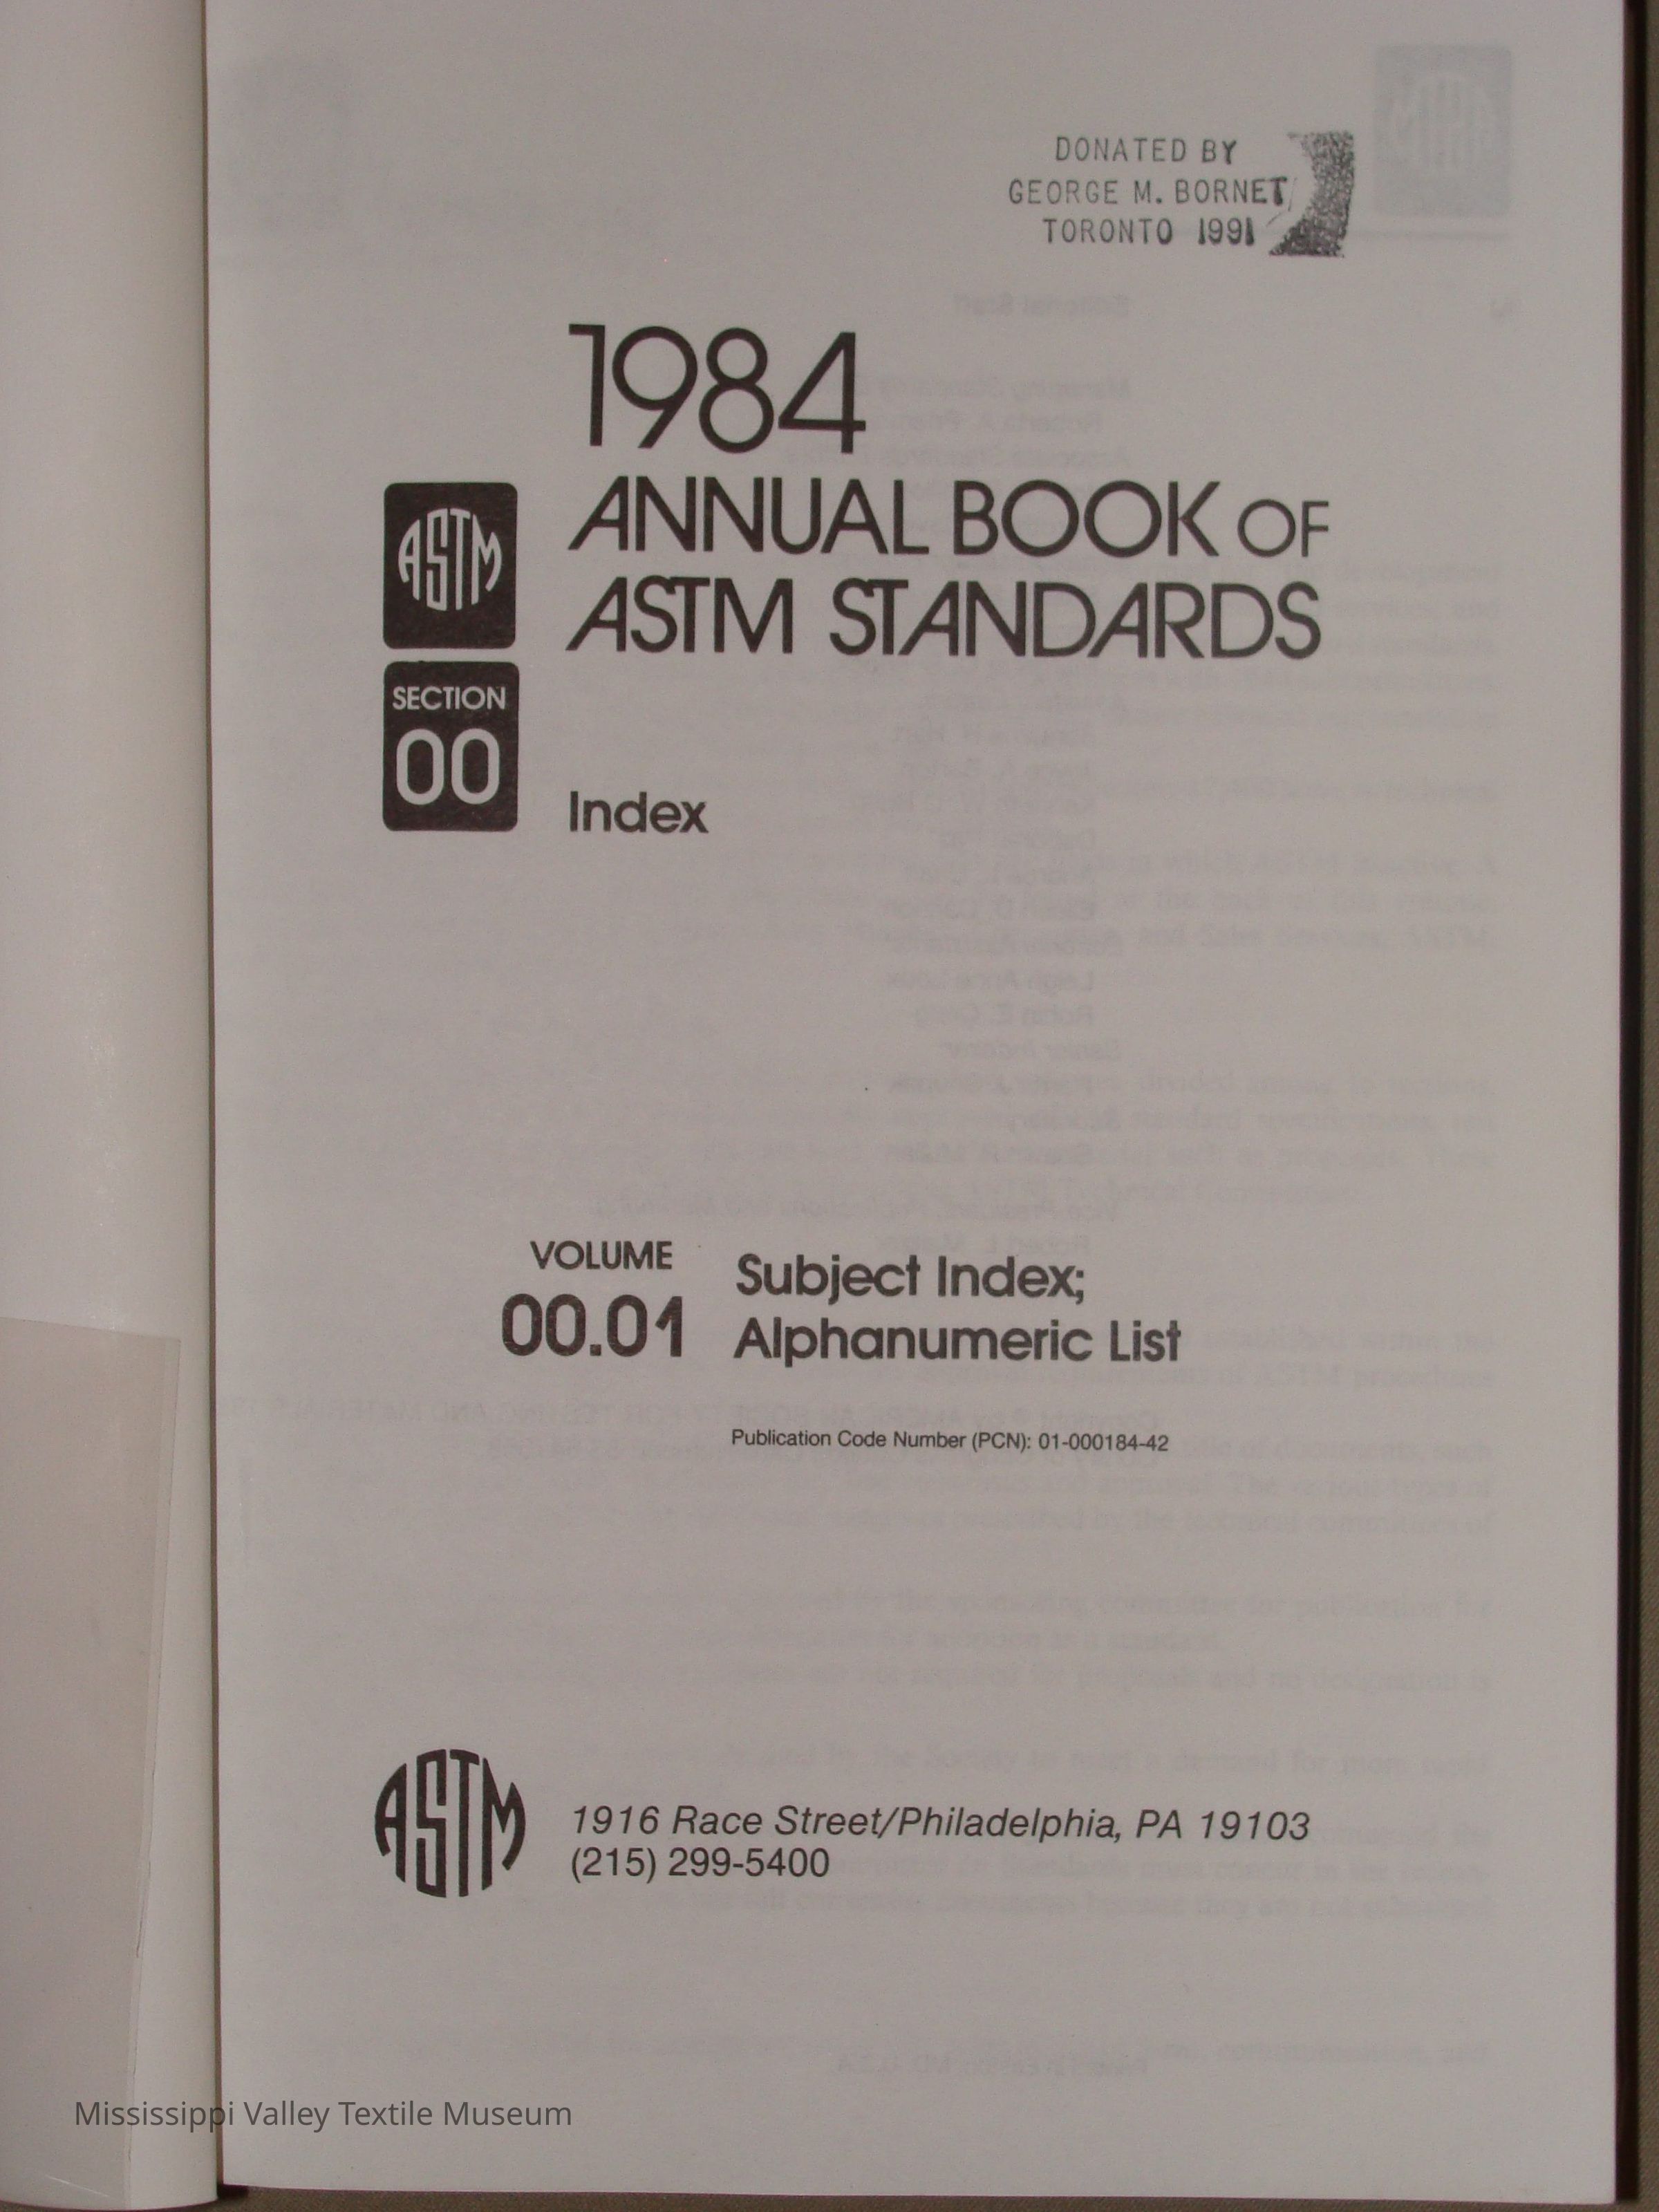 DONATED BY
GEORGE M. BORNET
TORONTO 1991
1984
ANNUAL BOOK OF
ASTM STANDARDS
ASTM
SECTION
00
Index
VOLUME
00.01
Subject Index;
Alphanumeric List
Publication Code Number (PCN): 01-000184-42
ASTM
1916 Race Street/Philadelphia, PA 19103
(215) 299-5400
Mississippi Valley Textile Museum